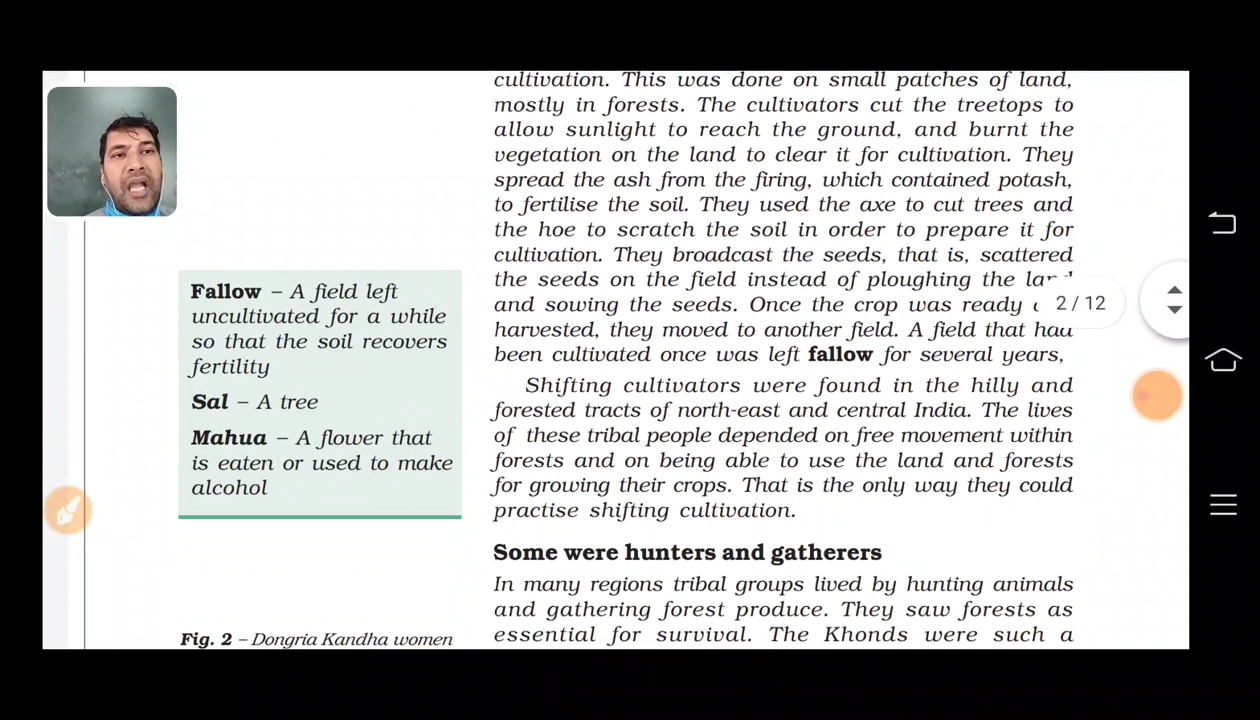 cultivation. This was done on small patches of land,
mostly in forests. The cultivators cut the treetops to
allow sunlight to reach the ground, and burnt the
vegetation on the land to clear it for cultivation. They
spread the ash from the firing, which contained potash,
to fertilise the soil. They used the axe to cut trees and
the hoe to scratch the soil in order to prepare it for
cultivation. They broadcast the seeds, that is, scattered
the seeds on the field instead of ploughing the land
and sowing the seeds. Once the crop was ready
harvested, they moved to another field. A field that had
been cultivated once was left fallow for several years,
Shifting cultivators were found in the hilly and
forested tracts of north-east and central India. The lives
of these tribal people depended on free movement within
forests and on being able to use the land and forests
for growing their crops. That is the only way they could
practise shifting cultivation.
Some were hunters and gatherers
In many regions tribal groups lived by hunting animals
and gathering forest produce. They saw forests as
essential for survival. The Khonds were such a
Fallow – A field left
uncultivated for a while
so that the soil recovers
fertility
Sal – A tree
Mahua – A flower that
is eaten or used to make
alcohol
Fig. 2 – Dongria Kandha women
2 / 12